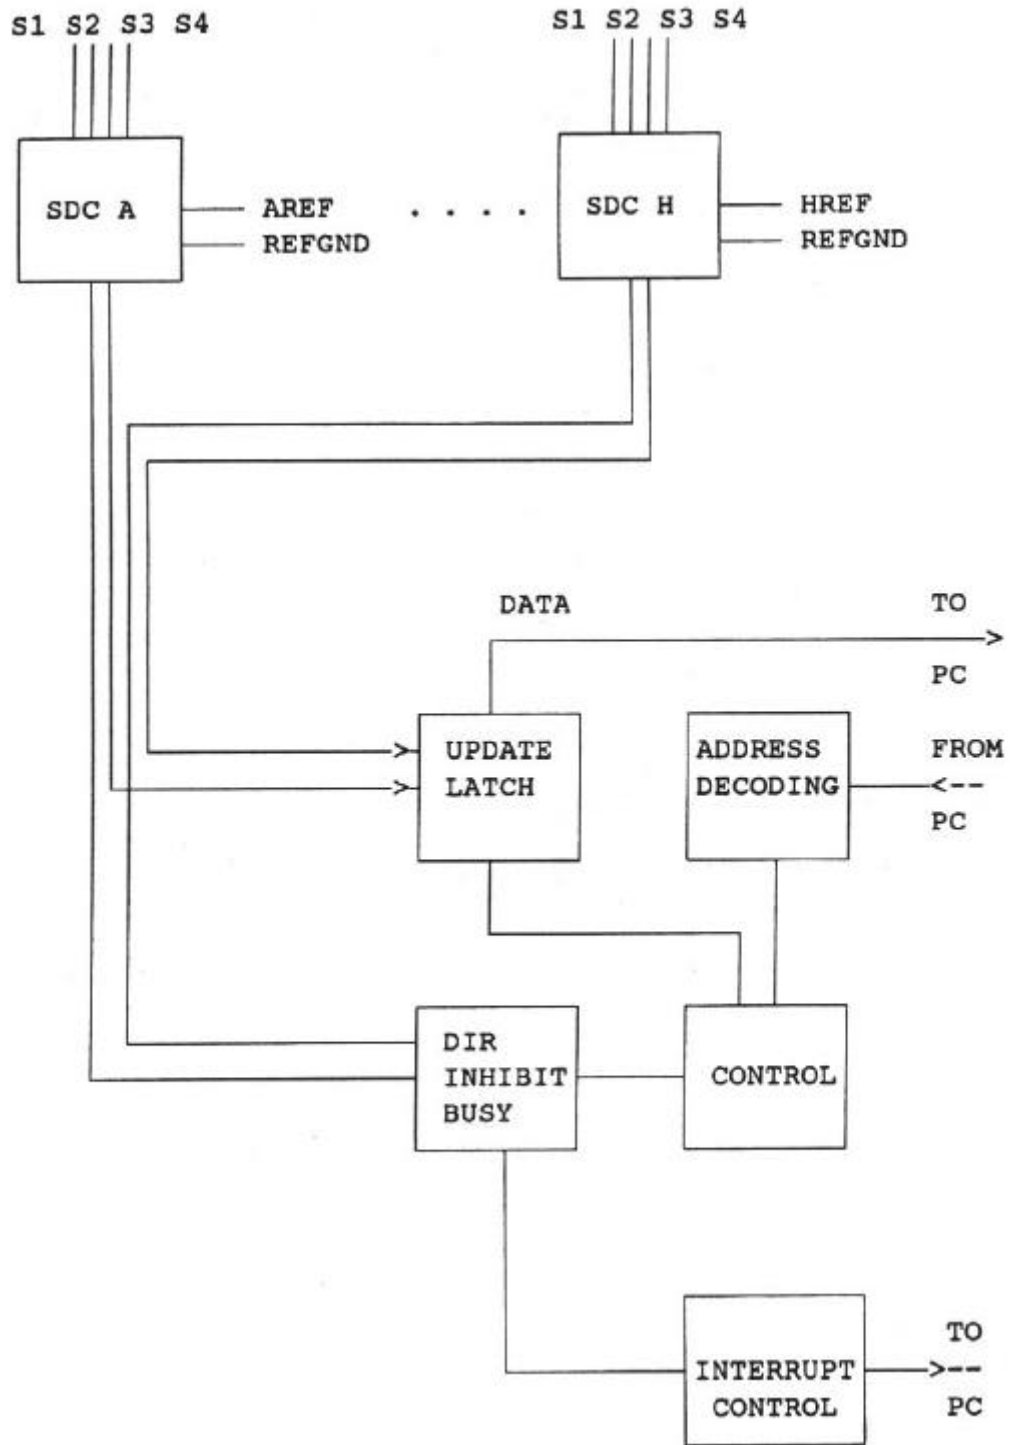 S1 S2 S3 S4
S1 S2 S3 S4
SDC A
AREF
REFGND
. . . .
SDC H
HREF
REFGND
DATA
TO
PC
UPDATE
LATCH
ADDRESS
DECODING
FROM
<--
PC
DIR
INHIBIT
BUSY
CONTROL
INTERRUPT
CONTROL
TO
>--
PC